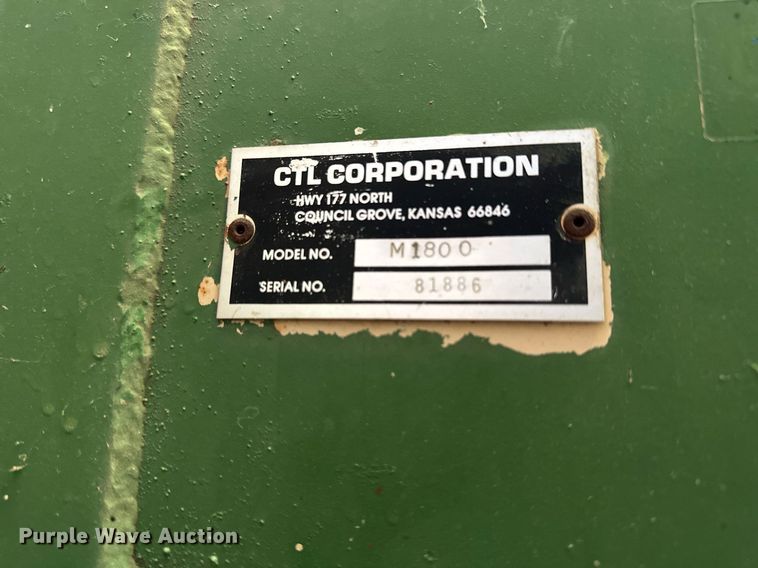 CTL CORPORATION
HWY 177 NORTH
COUNCIL GROVE, KANSAS 66846
MODEL NO. M1800
SERIAL NO. 81886
Purple Wave Auction